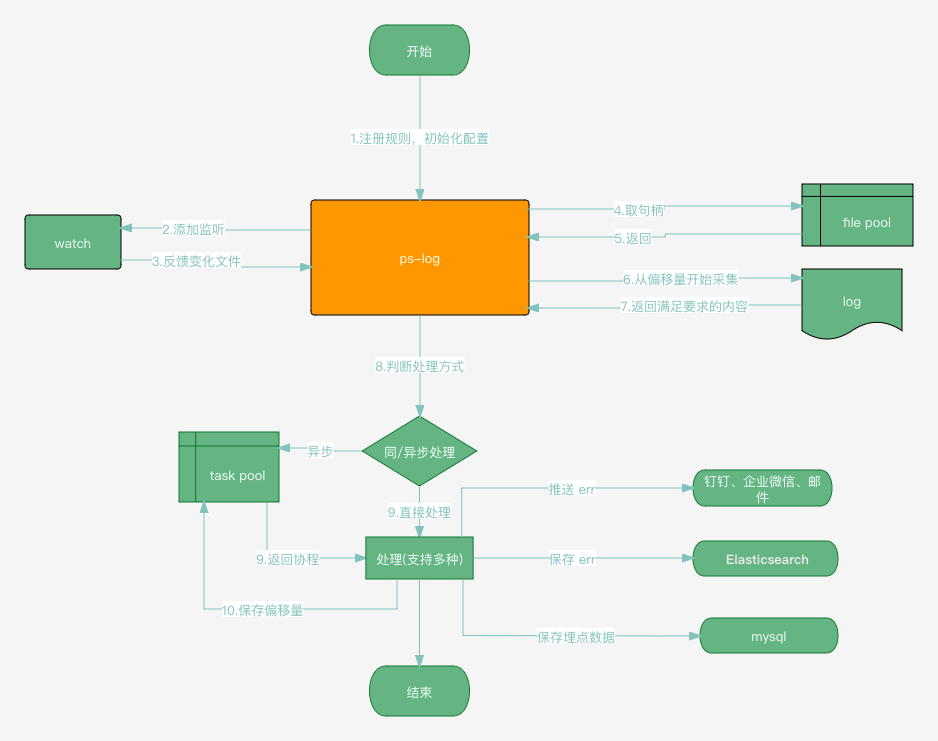 开始
1.注册规则，初始化配置
watch
2.添加监听
3.反馈变化文件
ps-log
4.取句柄
5.返回
file pool
6.从偏移量开始采集
7.返回满足要求的内容
log
8.判断处理方式
同/异步处理
异步
task pool
9.直接处理
9.返回协程
处理(支持多种)
10.保存偏移量
推送 err
钉钉、企业微信、邮
件
保存 err
Elasticsearch
保存埋点数据
mysql
结束